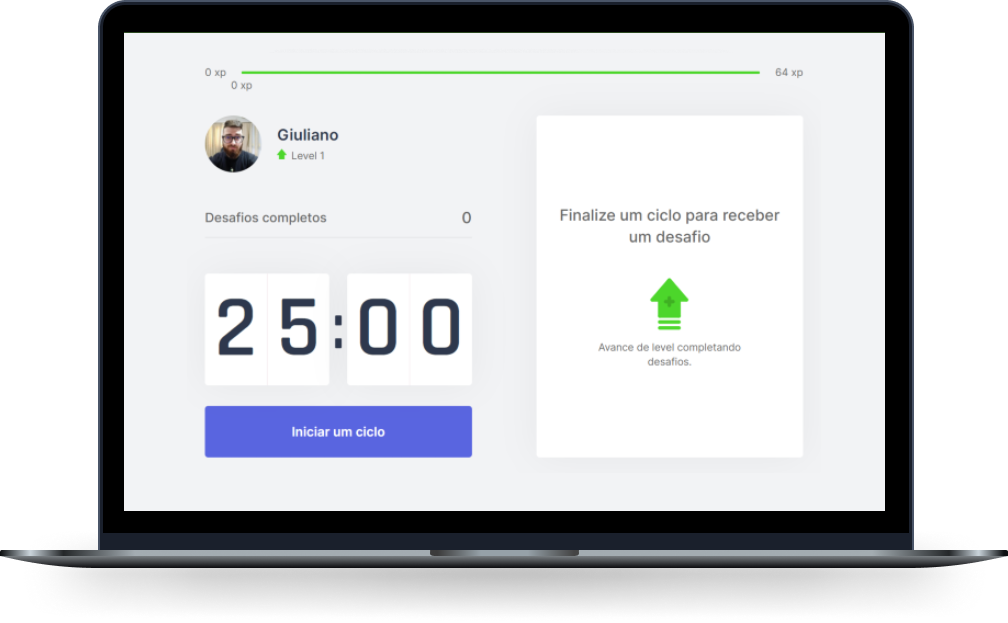 0 xp
64 xp
0 xp
Giuliano
Level 1
Desafios completos
0
25:00
Iniciar um ciclo
Finalize um ciclo para receber
um desafio
Avance de level completando
desafios.